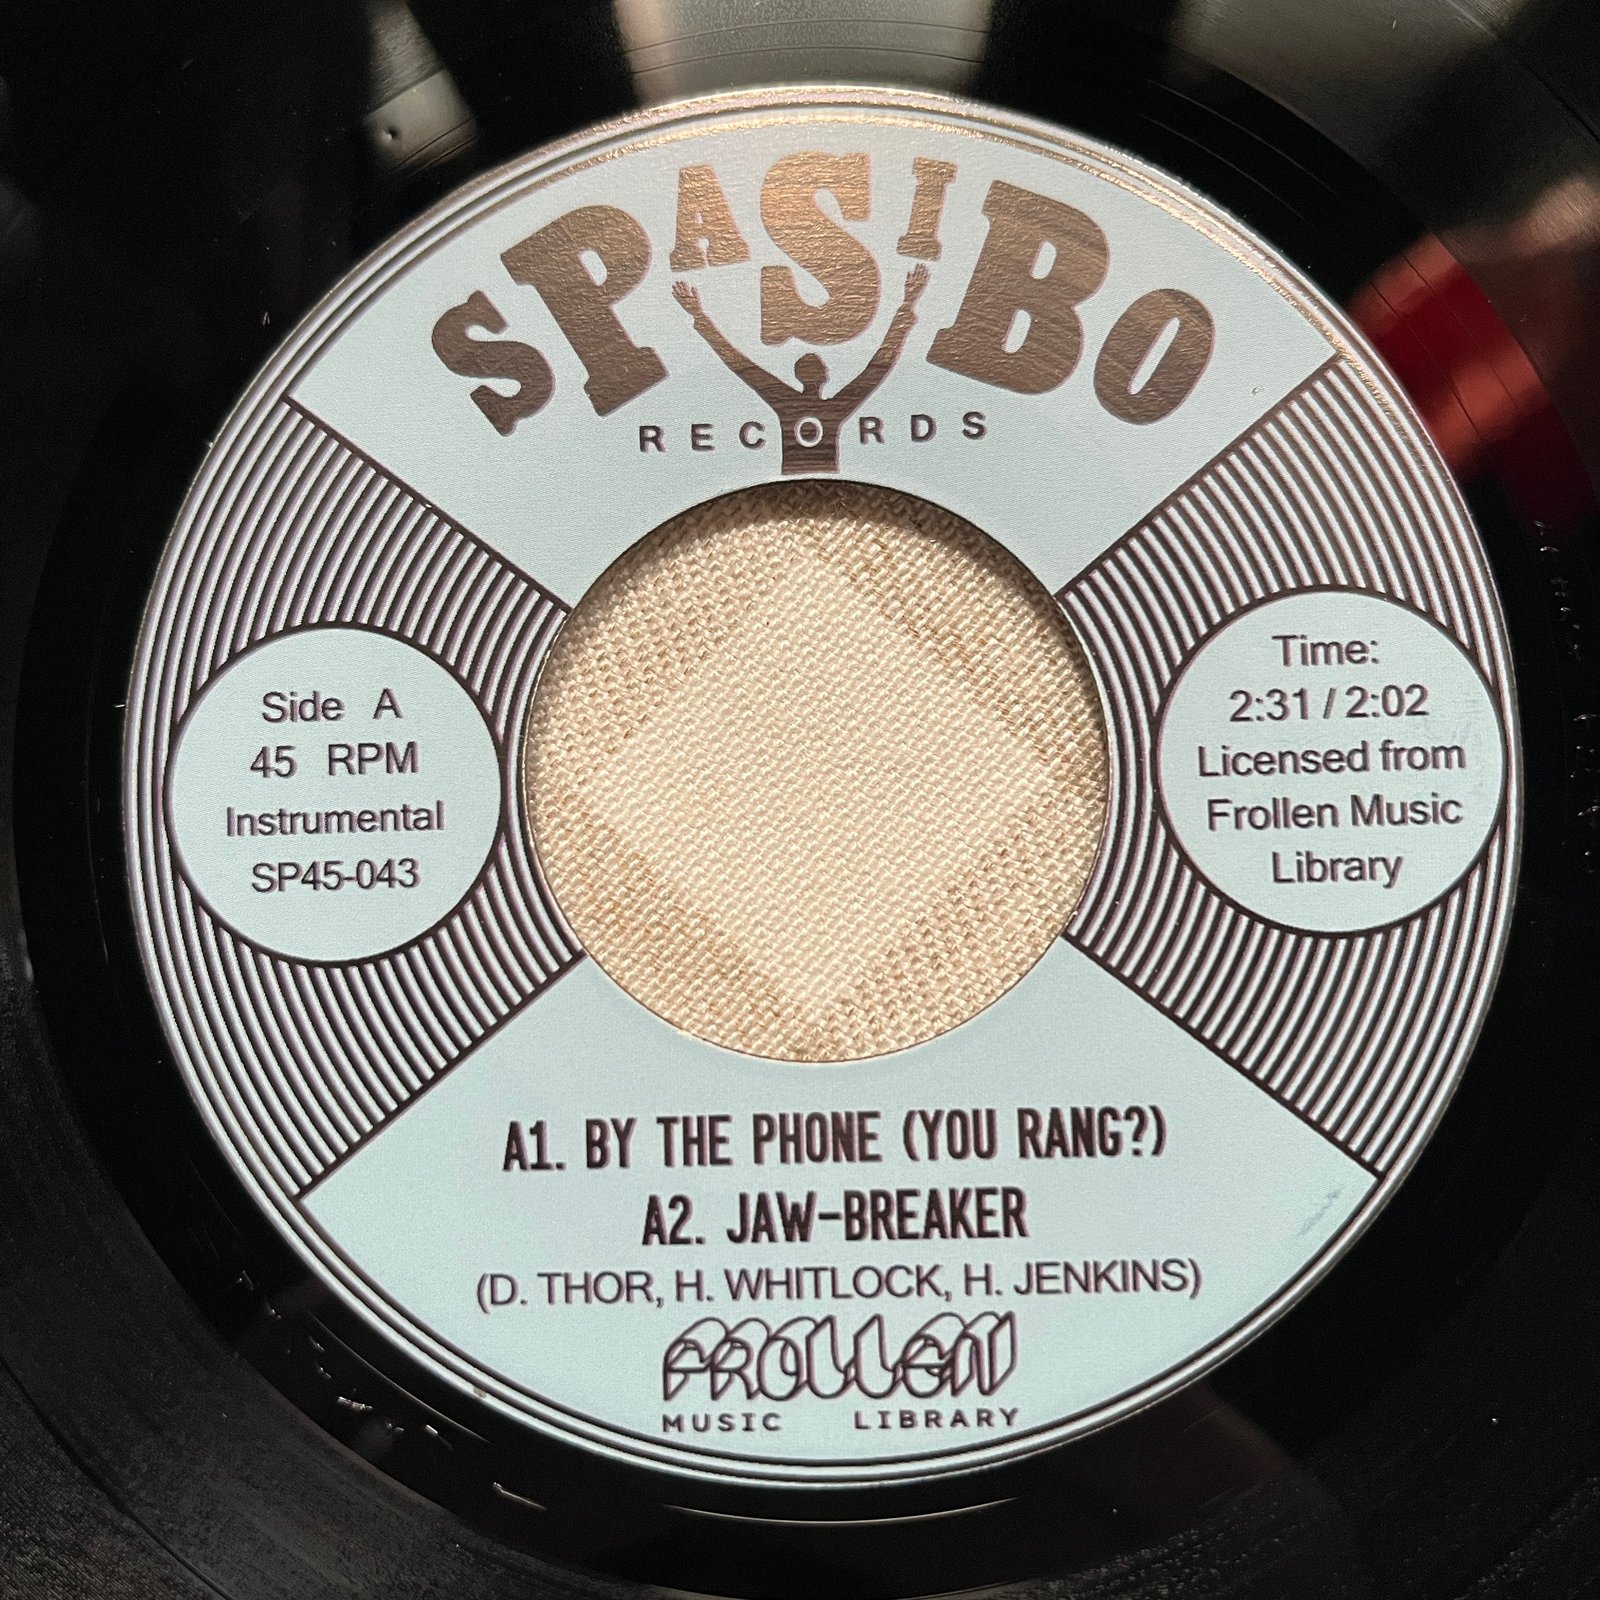 SPASIBO
RECORDS
Side A
45 RPM
Instrumental
SP45-043
Time:
2:31 / 2:02
Licensed from
Frollen Music
Library
A1. BY THE PHONE (YOU RANG?)
A2. JAW-BREAKER
(D. THOR, H. WHITLOCK, H. JENKINS)
FROLLEN
MUSIC LIBRARY